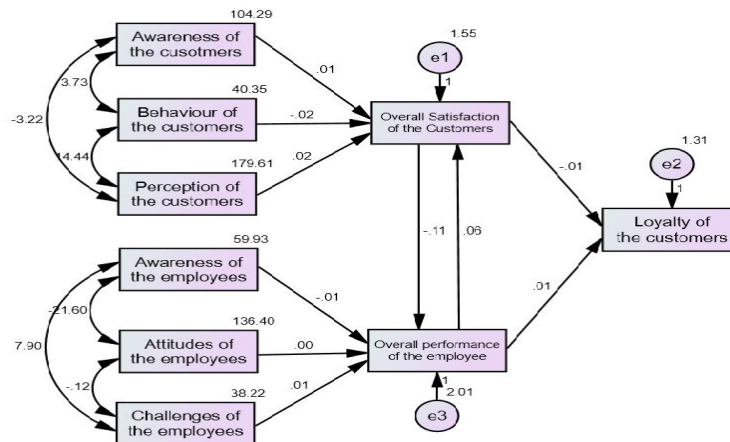 104.29
Awareness of
the cusotmers
1.55
e1
1
.01
3.73
40.35
-3.22
Behaviour of
the customers
-.02
Overall Satisfaction
of the Customers
1.31
e2
1
14.44
179.61
.02
-.01
Perception of
the customers
Loyalty of
the customers
-.11
.06
59.93
Awareness of
the employees
-.01
.01
-21.60
136.40
7.90
Attitudes of
the employees
.00
Overall performance
of the employee
-.12
38.22
.01
1
2.01
Challenges of
the employees
e3